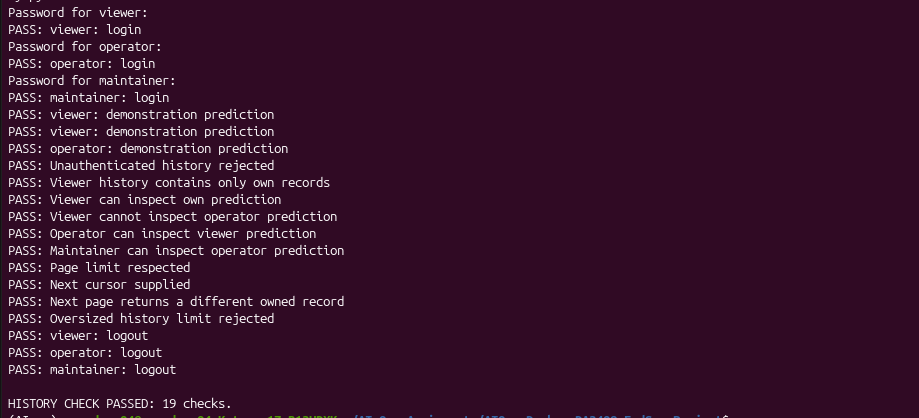 Password for viewer:
PASS: viewer: login
Password for operator:
PASS: operator: login
Password for maintainer:
PASS: maintainer: login
PASS: viewer: demonstration prediction
PASS: viewer: demonstration prediction
PASS: operator: demonstration prediction
PASS: Unauthenticated history rejected
PASS: Viewer history contains only own records
PASS: Viewer can inspect own prediction
PASS: Viewer cannot inspect operator prediction
PASS: Operator can inspect viewer prediction
PASS: Maintainer can inspect operator prediction
PASS: Page limit respected
PASS: Next cursor supplied
PASS: Next page returns a different owned record
PASS: Oversized history limit rejected
PASS: viewer: logout
PASS: operator: logout
PASS: maintainer: logout
HISTORY CHECK PASSED: 19 checks.